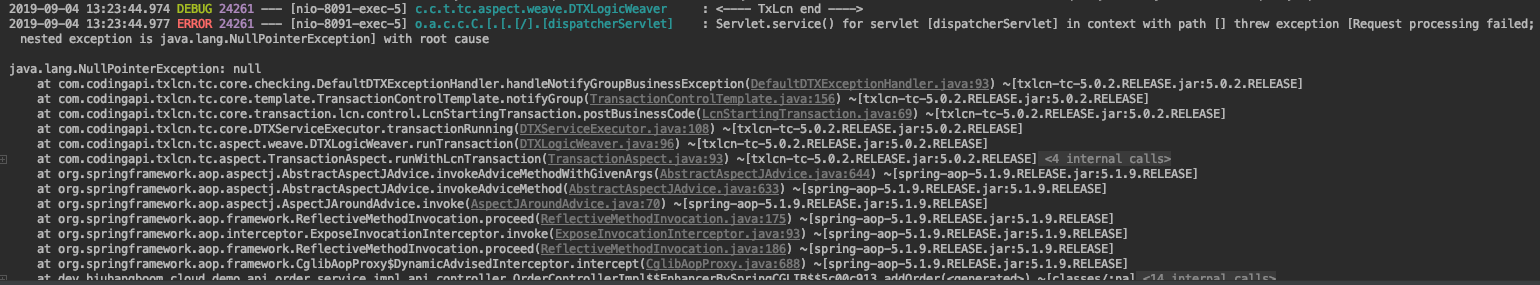 2019-09-04 13:23:44.974 DEBUG 24261 --- [nio-8091-exec-5] c.c.t.tc.aspect.weave.DTXLogicWeaver : <---- TxLcn end ---->
2019-09-04 13:23:44.977 ERROR 24261 --- [nio-8091-exec-5] o.a.c.c.C.[.[.[/].[dispatcherServlet] : Servlet.service() for servlet [dispatcherServlet] in context with path [] threw exception [Request processing failed;
nested exception is java.lang.NullPointerException] with root cause
java.lang.NullPointerException: null
at com.codingapi.txlcn.tc.core.checking.DefaultDTXExceptionHandler.handleNotifyGroupBusinessException(DefaultDTXExceptionHandler.java:93) ~[txlcn-tc-5.0.2.RELEASE.jar:5.0.2.RELEASE]
at com.codingapi.txlcn.tc.core.template.TransactionControlTemplate.notifyGroup(TransactionControlTemplate.java:156) ~[txlcn-tc-5.0.2.RELEASE.jar:5.0.2.RELEASE]
at com.codingapi.txlcn.tc.core.transaction.lcn.control.LcnStartingTransaction.postBusinessCode(LcnStartingTransaction.java:69) ~[txlcn-tc-5.0.2.RELEASE.jar:5.0.2.RELEASE]
at com.codingapi.txlcn.tc.core.DTXServiceExecutor.transactionRunning(DTXServiceExecutor.java:108) ~[txlcn-tc-5.0.2.RELEASE.jar:5.0.2.RELEASE]
at com.codingapi.txlcn.tc.aspect.weave.DTXLogicWeaver.runTransaction(DTXLogicWeaver.java:96) ~[txlcn-tc-5.0.2.RELEASE.jar:5.0.2.RELEASE]
at com.codingapi.txlcn.tc.aspect.TransactionAspect.runWithLcnTransaction(TransactionAspect.java:93) ~[txlcn-tc-5.0.2.RELEASE.jar:5.0.2.RELEASE] <4 internal calls>
at org.springframework.aop.aspectj.AbstractAspectJAdvice.invokeAdviceMethodWithGivenArgs(AbstractAspectJAdvice.java:644) ~[spring-aop-5.1.9.RELEASE.jar:5.1.9.RELEASE]
at org.springframework.aop.aspectj.AbstractAspectJAdvice.invokeAdviceMethod(AbstractAspectJAdvice.java:633) ~[spring-aop-5.1.9.RELEASE.jar:5.1.9.RELEASE]
at org.springframework.aop.aspectj.AspectJAroundAdvice.invoke(AspectJAroundAdvice.java:70) ~[spring-aop-5.1.9.RELEASE.jar:5.1.9.RELEASE]
at org.springframework.aop.framework.ReflectiveMethodInvocation.proceed(ReflectiveMethodInvocation.java:175) ~[spring-aop-5.1.9.RELEASE.jar:5.1.9.RELEASE]
at org.springframework.aop.interceptor.ExposeInvocationInterceptor.invoke(ExposeInvocationInterceptor.java:93) ~[spring-aop-5.1.9.RELEASE.jar:5.1.9.RELEASE]
at org.springframework.aop.framework.ReflectiveMethodInvocation.proceed(ReflectiveMethodInvocation.java:186) ~[spring-aop-5.1.9.RELEASE.jar:5.1.9.RELEASE]
at org.springframework.aop.framework.CglibAopProxy$DynamicAdvisedInterceptor.intercept(CglibAopProxy.java:688) ~[spring-aop-5.1.9.RELEASE.jar:5.1.9.RELEASE]
<14 internal calls>